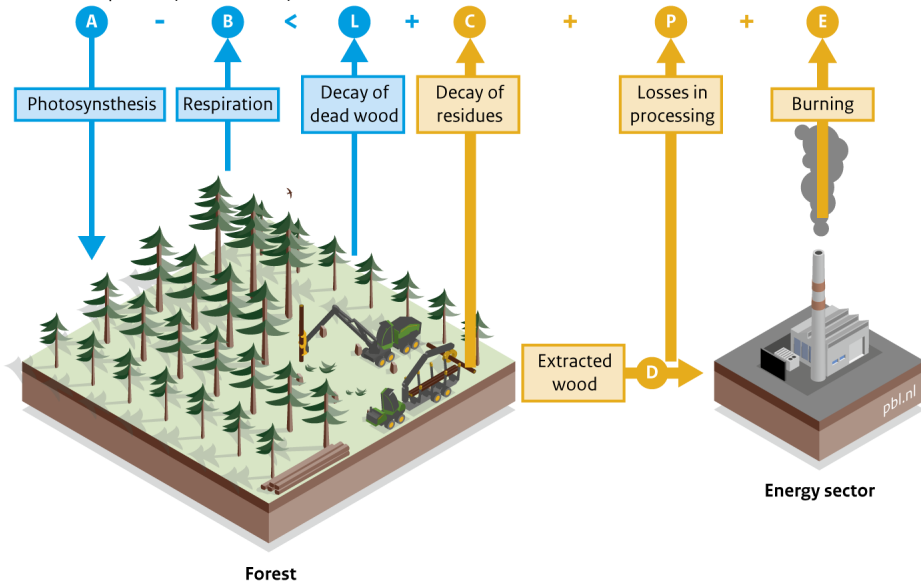 A - B < L + C + P + E
Photosynsthesis
Respiration
Decay of
dead wood
Decay of
residues
Losses in
processing
Burning
Extracted
wood
D
pbl.nl
Energy sector
Forest